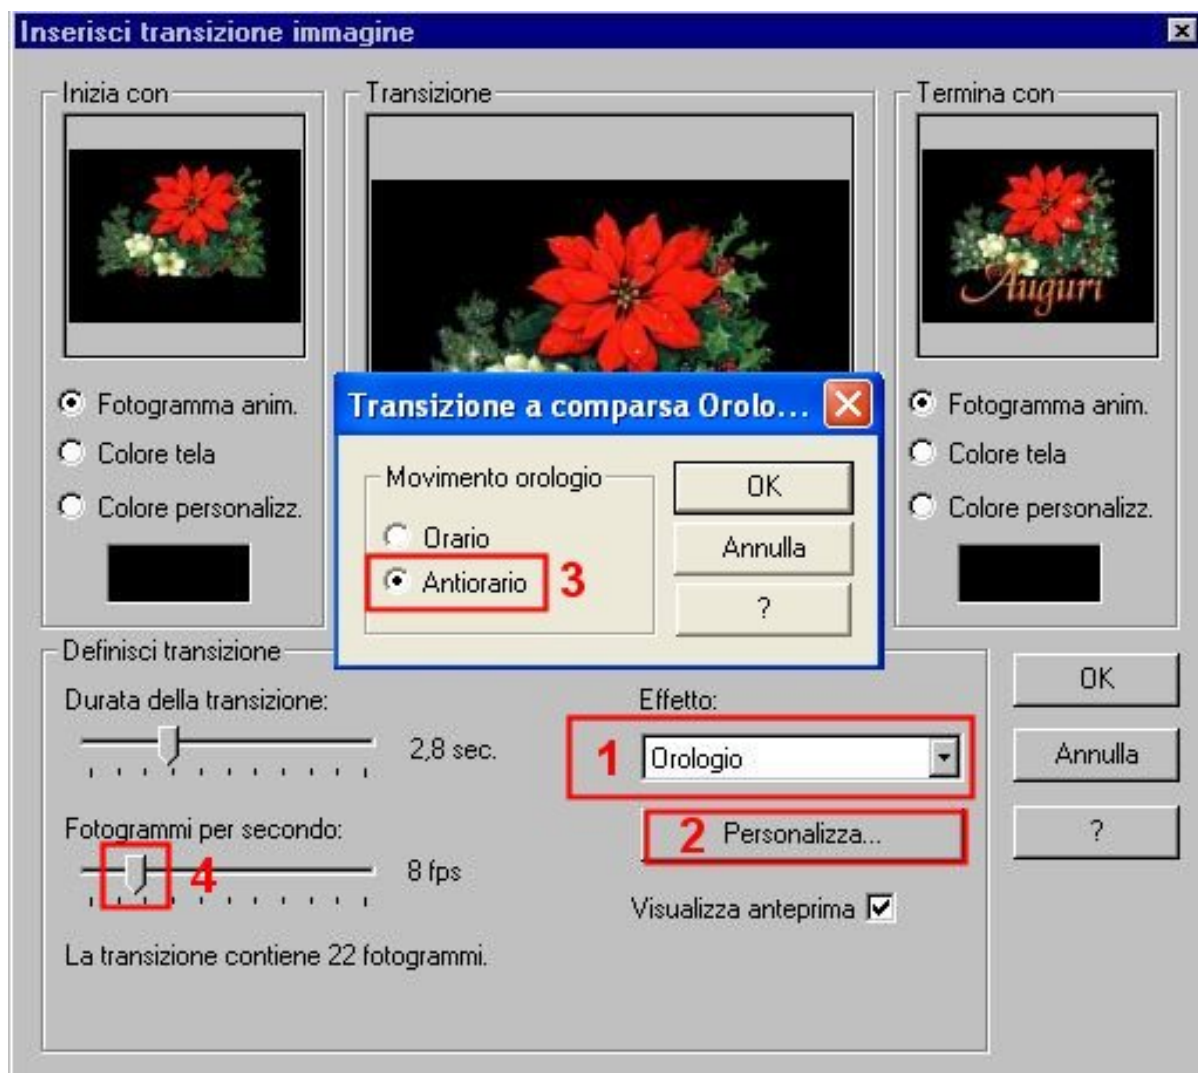 Inserisci transizione immagine
Inizia con
Transizione
Termina con
Auguri
Fotogramma anim.
Colore tela
Colore personalizz.
Fotogramma anim.
Colore tela
Colore personalizz.
Transizione a comparsa Orolo...
Movimento orologio
Orario
Antiorario
3
OK
Annulla
?
Definisci transizione
Durata della transizione:
2,8 sec.
Fotogrammi per secondo:
4
8 fps
La transizione contiene 22 fotogrammi.
Effetto:
1 Orologio
2 Personalizza...
Visualizza anteprima
OK
Annulla
?